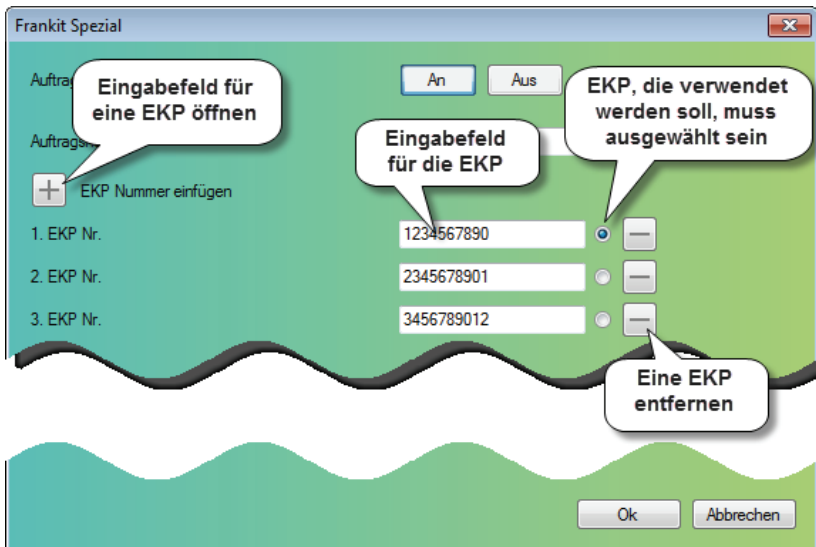 Frankit Spezial
Eingabefeld für
eine EKP öffnen
An
Aus
EKP, die verwendet
werden soll, muss
ausgewählt sein
Eingabefeld
für die EKP
EKP Nummer einfügen
1. EKP Nr.
1234567890
2. EKP Nr.
2345678901
3. EKP Nr.
3456789012
Eine EKP
entfernen
Ok
Abbrechen